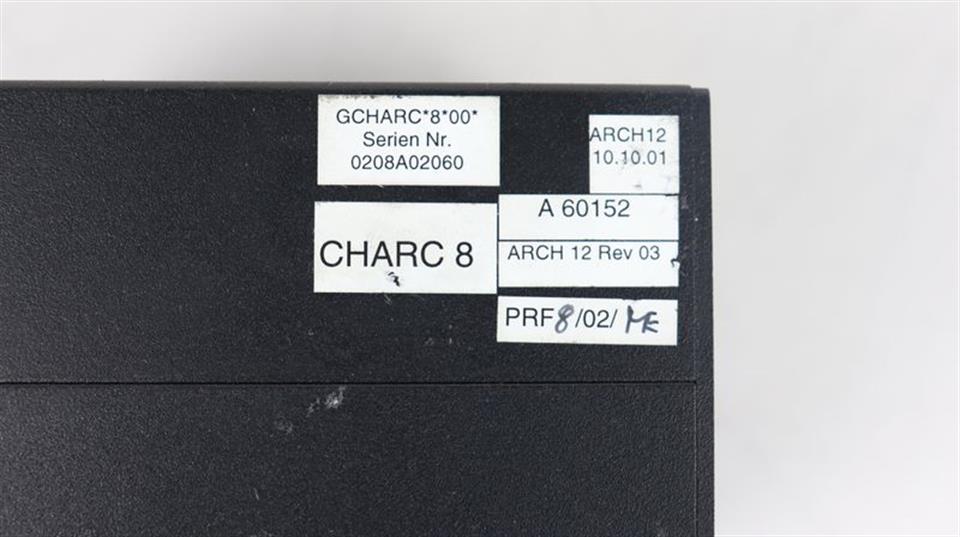 GCHARC*8*00*
Serien Nr.
0208A02060
ARCH12
10.10.01
CHARC 8
A 60152
ARCH 12 Rev 03
PRF8/02/ME